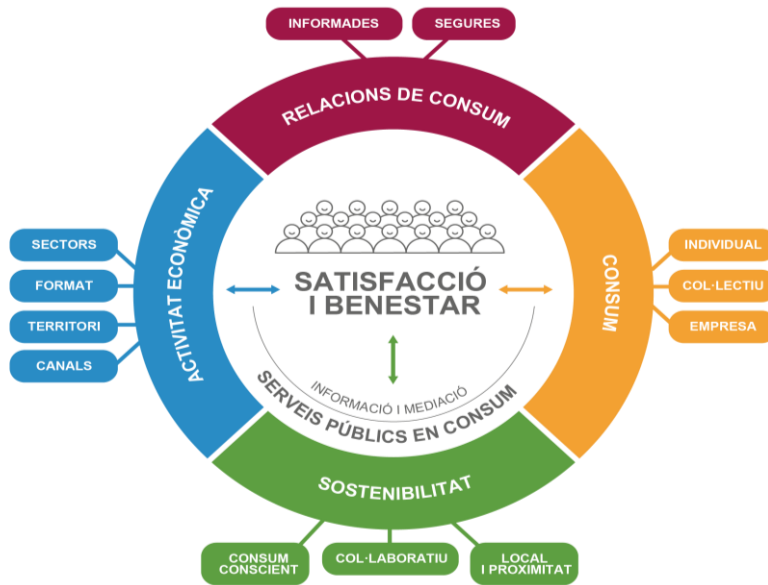 INFORMADES
SEGURES
RELACIONS DE CONSUM
ACTIVITAT ECONÒMICA
SECTORS
FORMAT
TERRITORI
CANALS
SATISFACCIÓ
I BENESTAR
INFORMACIÓ I MEDIACIÓ
SERVEIS PÚBLICS EN CONSUM
CONSUM
INDIVIDUAL
COL·LECTIU
EMPRESA
SOSTENIBILITAT
CONSUM
CONSCIENT
COL·LABORATIU
LOCAL
I PROXIMITAT